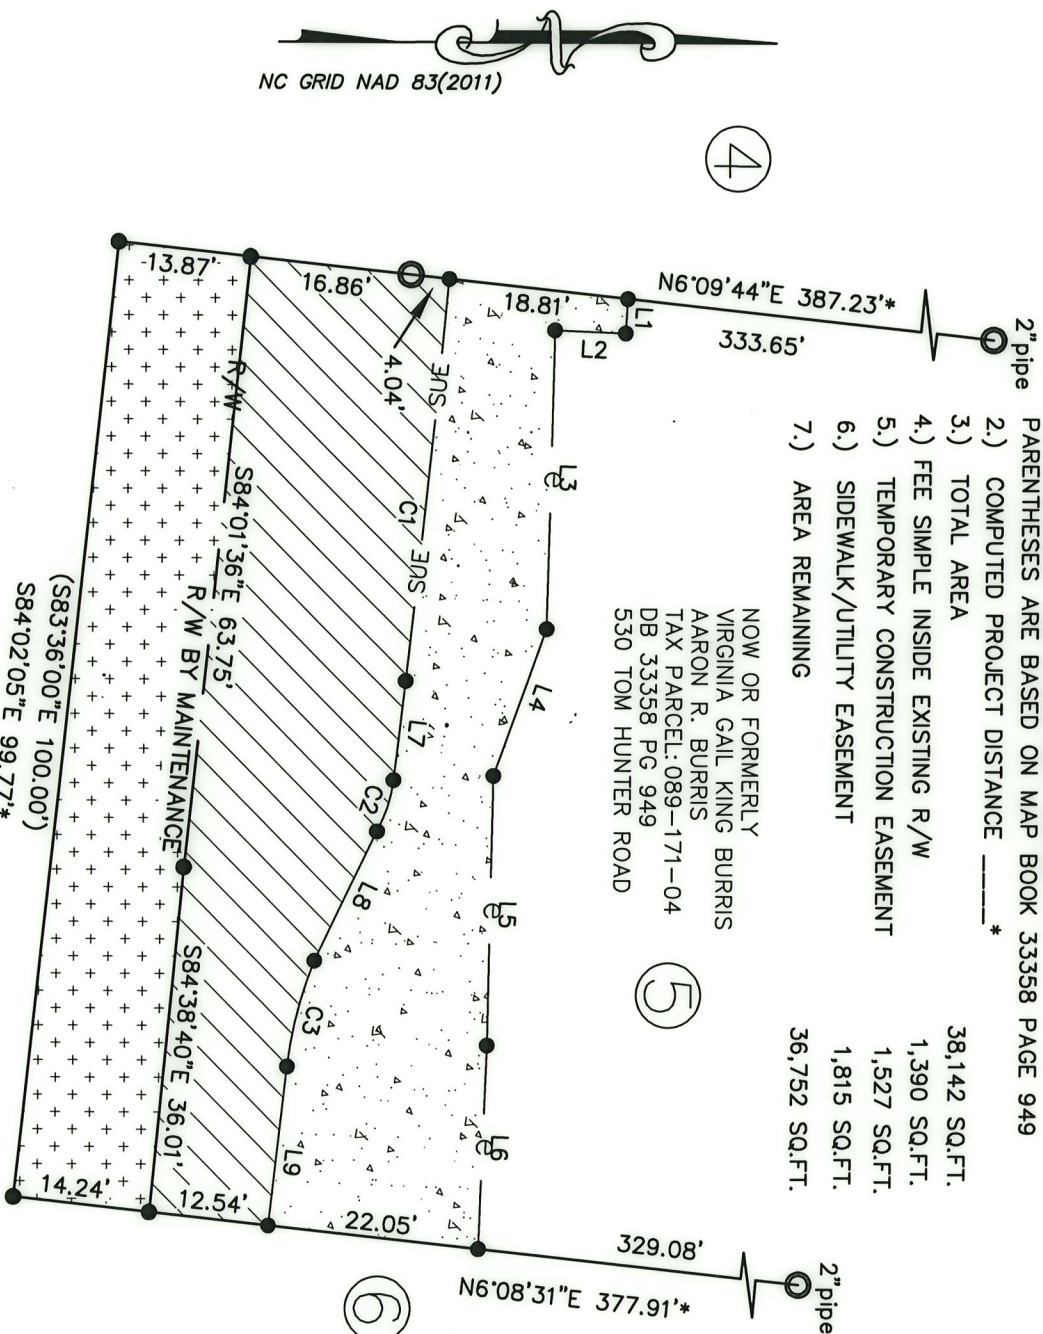 NC GRID NAD 83(2011)
4
N
PARENTHESES ARE BASED ON MAP BOOK 33358 PAGE 949
2.) COMPUTED PROJECT DISTANCE ____*
3.) TOTAL AREA 38,142 SQ.FT.
4.) FEE SIMPLE INSIDE EXISTING R/W 1,390 SQ.FT.
5.) TEMPORARY CONSTRUCTION EASEMENT 1,527 SQ.FT.
6.) SIDEWALK/UTILITY EASEMENT 1,815 SQ.FT.
7.) AREA REMAINING 36,752 SQ.FT.
2" pipe
N6°09'44"E 387.23'*
333.65'
L1
L2
18.81'
4.04'
16.86'
13.87'
L3
e
L4
L5
e
L6
e
SUE
C1
SUE
L7
C2
L8
C3
L9
NOW OR FORMERLY
VIRGINIA GAIL KING BURRIS
AARON R. BURRIS
TAX PARCEL:089-171-04
DB 33358 PG 949
530 TOM HUNTER ROAD
5
R/W
S84°01'36"E 63.75'
R/W BY MAINTENANCE
S84°38'40"E 36.01'
(S83°36'00"E 100.00')
S84°02'05"E 99.77'*
14.24'
12.54'
22.05'
329.08'
N6°08'31"E 377.91'*
2" pipe
6